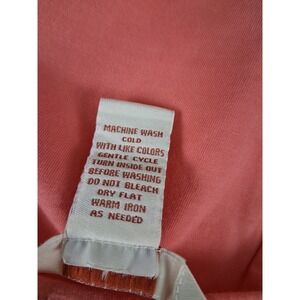 MACHINE WASH
COLD
WITH LIKE COLORS
GENTLE CYCLE
TURN INSIDE OUT
BEFORE WASHING
DO NOT BLEACH
DRY FLAT
WARM IRON
AS NEEDED